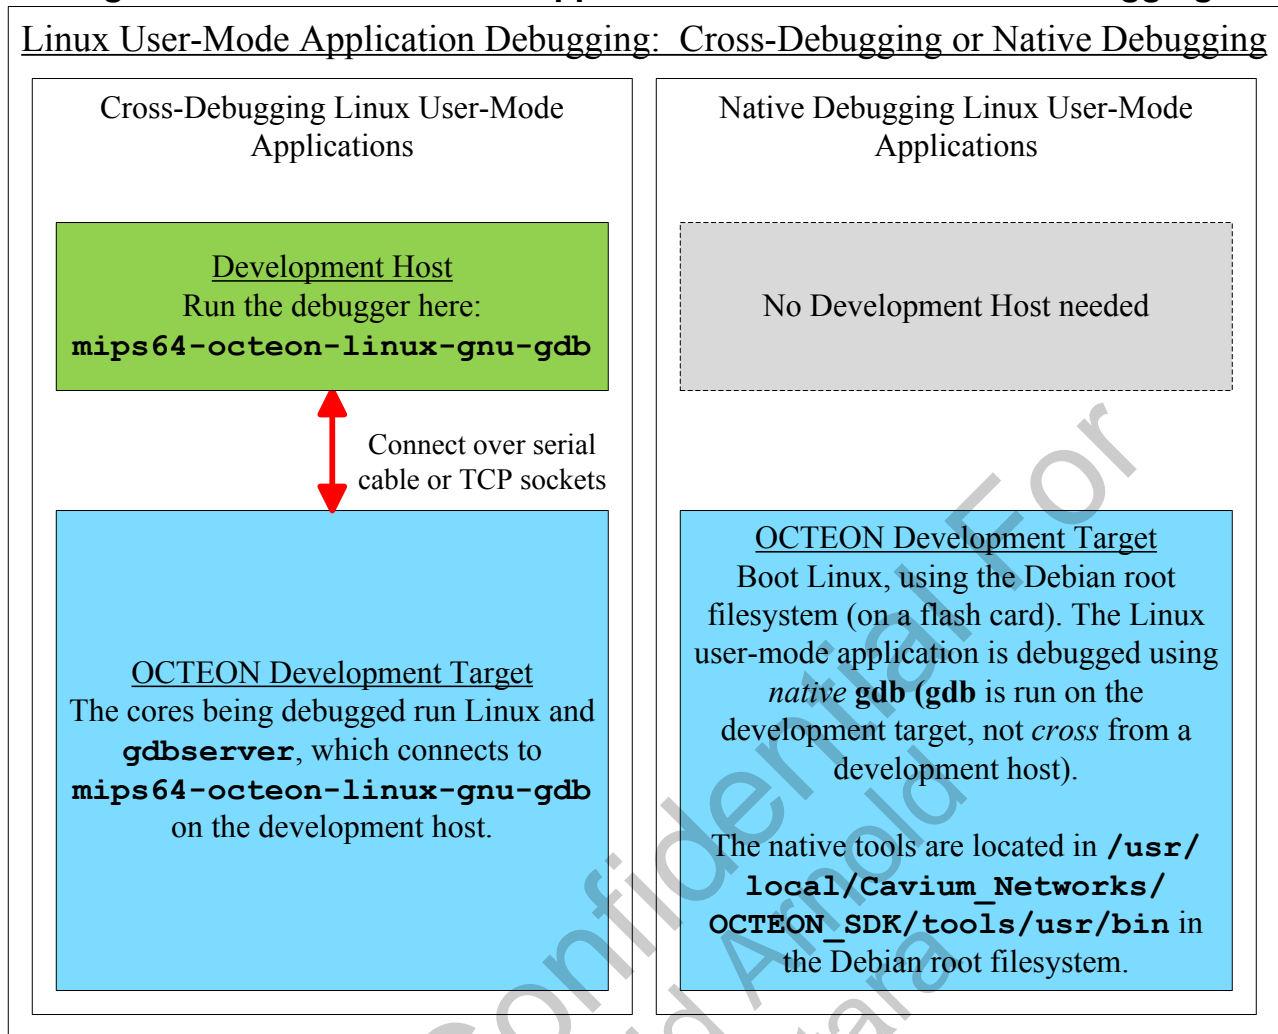 Linux User-Mode Application Debugging: Cross-Debugging or Native Debugging
Cross-Debugging Linux User-Mode
Applications
Development Host
Run the debugger here:
mips64-octeon-linux-gnu-gdb
Connect over serial
cable or TCP sockets
OCTEON Development Target
The cores being debugged run Linux and
gdbserver, which connects to
mips64-octeon-linux-gnu-gdb
on the development host.
Native Debugging Linux User-Mode
Applications
No Development Host needed
OCTEON Development Target
Boot Linux, using the Debian root
filesystem (on a flash card). The Linux
user-mode application is debugged using
native gdb (gdb is run on the
development target, not cross from a
development host).
The native tools are located in /usr/
local/Cavium_Networks/
OCTEON_SDK/tools/usr/bin in
the Debian root filesystem.
Confidential For
Arnold